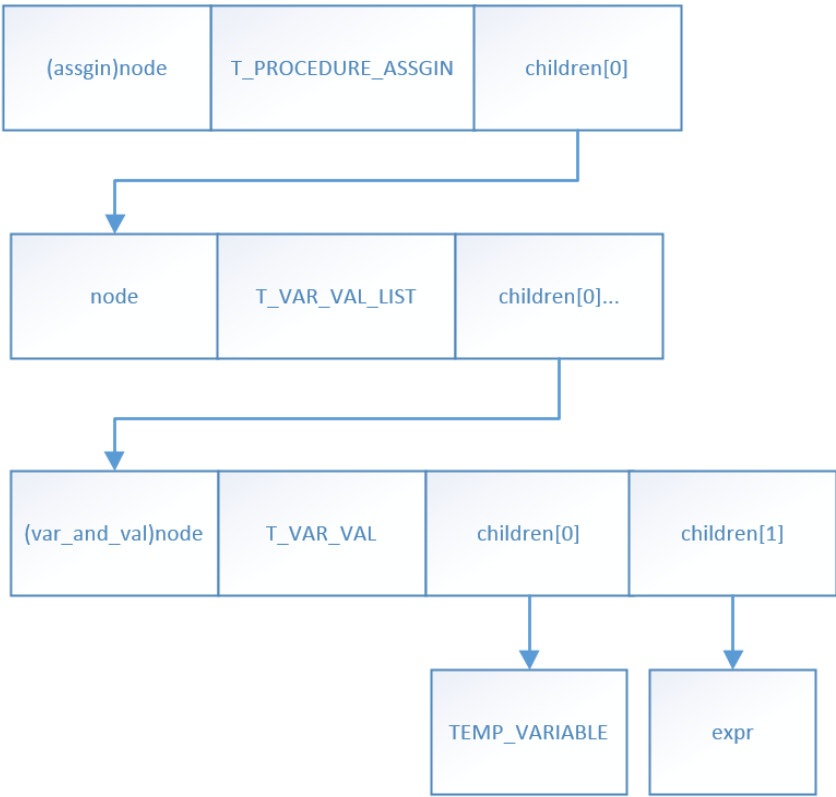 (assgin)node
T_PROCEDURE_ASSGIN
children[0]
node
T_VAR_VAL_LIST
children[0]...
(var_and_val)node
T_VAR_VAL
children[0]
children[1]
TEMP_VARIABLE
expr